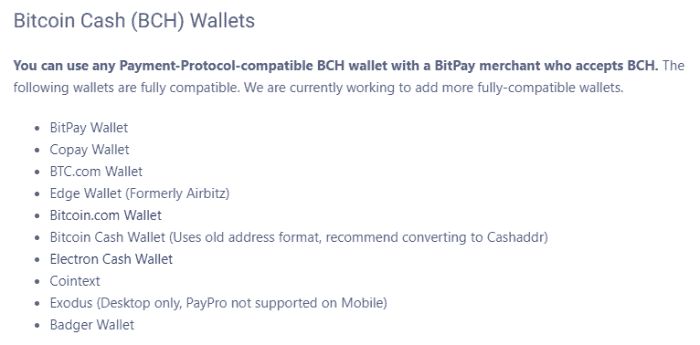 Bitcoin Cash (BCH) Wallets
You can use any Payment-Protocol-compatible BCH wallet with a BitPay merchant who accepts BCH. The
following wallets are fully compatible. We are currently working to add more fully-compatible wallets.
• BitPay Wallet
• Copay Wallet
• BTC.com Wallet
• Edge Wallet (Formerly Airbitz)
• Bitcoin.com Wallet
• Bitcoin Cash Wallet (Uses old address format, recommend converting to Cashaddr)
• Electron Cash Wallet
• Cointext
• Exodus (Desktop only, PayPro not supported on Mobile)
• Badger Wallet